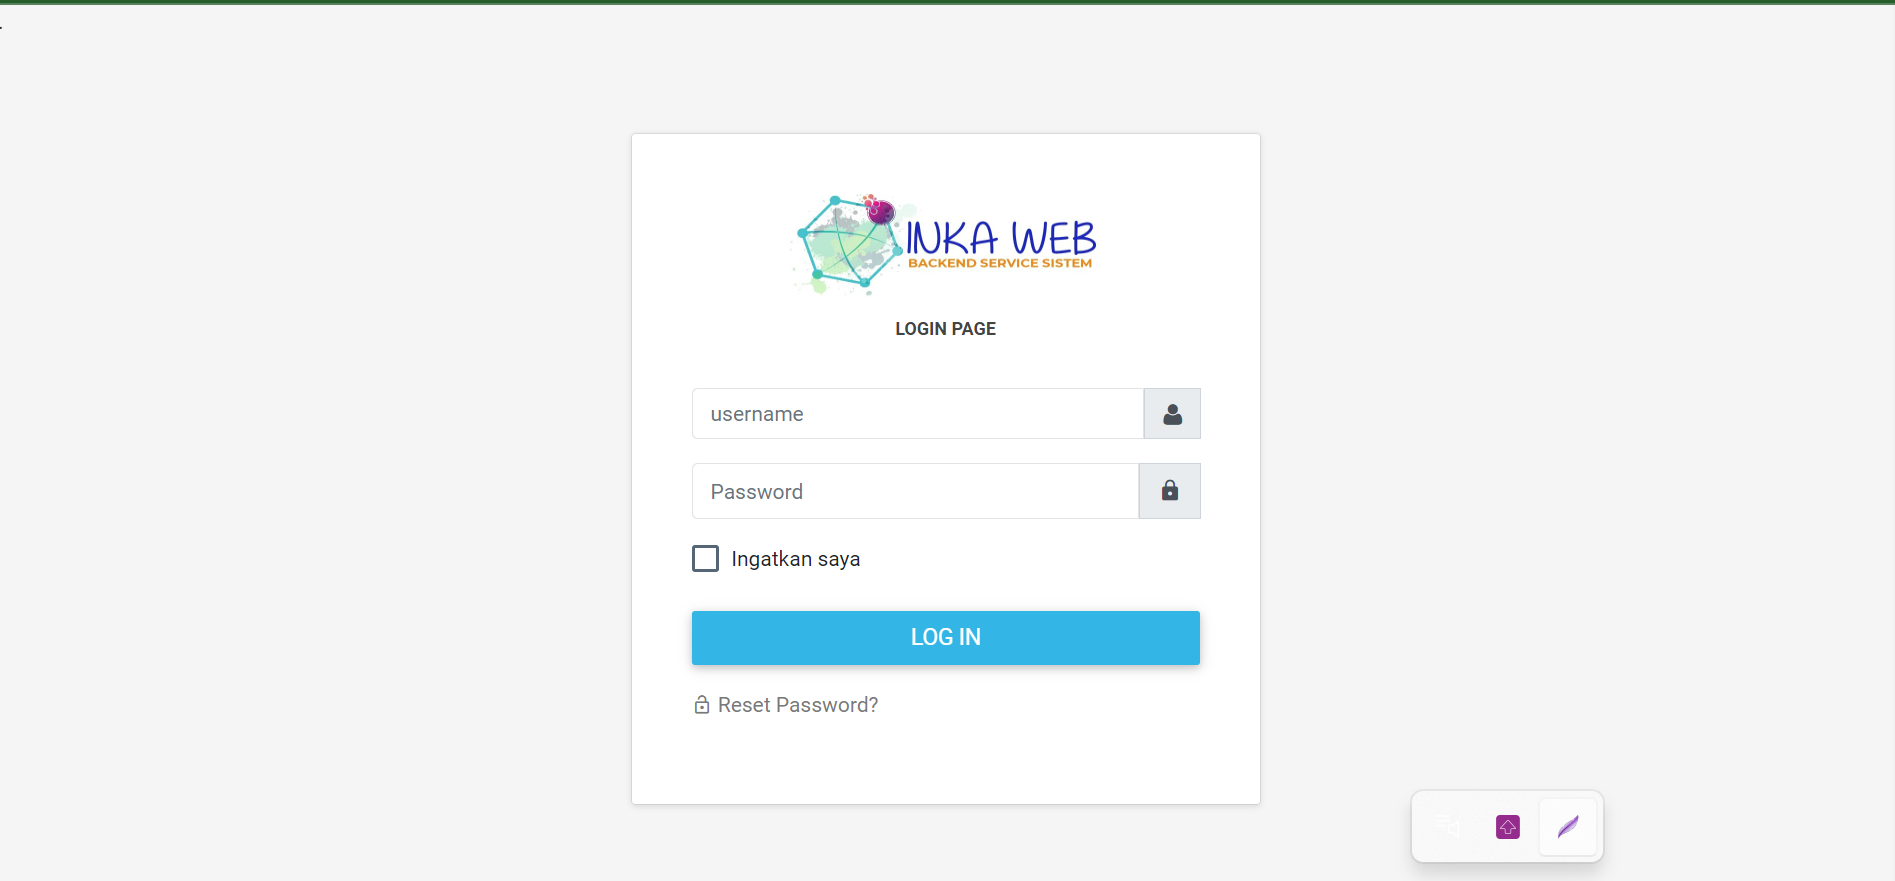 INKA WEB
BACKEND SERVICE SISTEM
LOGIN PAGE
username
Password
Ingatkan saya
LOG IN
Reset Password?